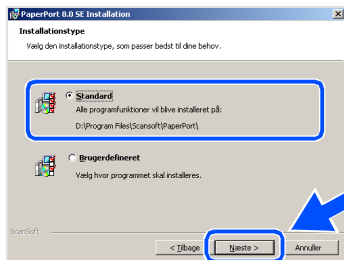 PaperPort 8.0 SE Installation
Installationstype
Vælg den installationstype, som passer bedst til dine behov.
Standard
Alle programfunktioner vil blive installeret på:
D:\Program Files\Scansoft\PaperPort\
Brugerdefineret
Vælg hvor programmet skal installeres.
ScanSoft
< Tilbage
Næste >
Annuller